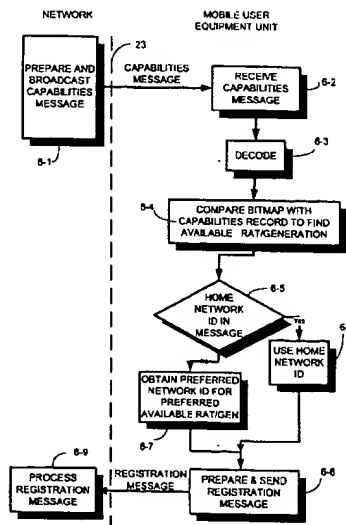 NETWORK
MOBILE USER
EQUIPMENT UNIT
23
PREPARE AND
BROADCAST
CAPABILITIES
MESSAGE
6-1
CAPABILITIES
MESSAGE
RECEIVE
CAPABILITIES
MESSAGE
6-2
DECODE
6-3
6-4
COMPARE BITMAP WITH
CAPABILITIES RECORD TO FIND
AVAILABLE RAT/GENERATION
6-5
HOME
NETWORK
ID IN
MESSAGE
Yes
6-
USE HOME
NETWORK
ID
No
OBTAIN PREFERRED
NETWORK ID FOR
PREFERRED
AVAILABLE RAT/GEN
6-7
6-9
PROCESS
REGISTRATION
MESSAGE
REGISTRATION
MESSAGE
PREPARE & SEND
REGISTRATION
MESSAGE